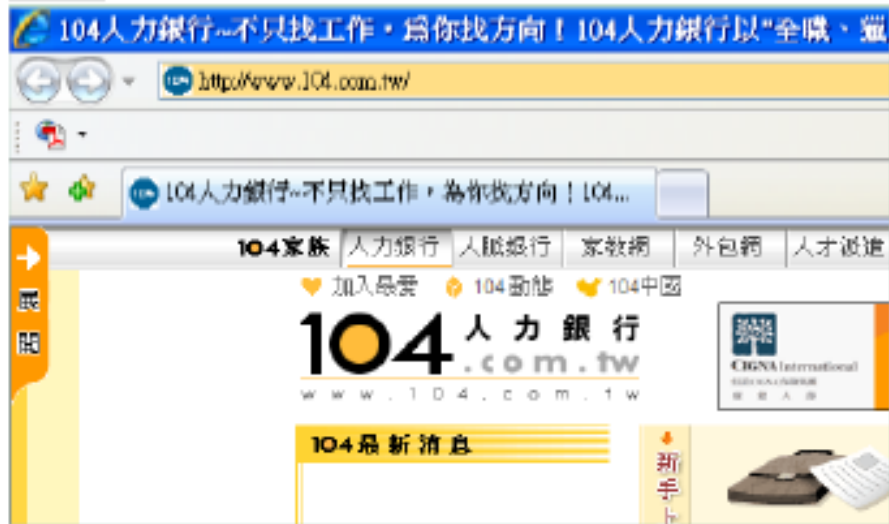 104人力銀行~不只找工作，為你找方向！104人力銀行以"全職、獵
http://www.104.com.tw/
104人力銀行~不只找工作，為你找方向！104...
104家族 人力銀行 人脈銀行 家教網 外包網 人才派遣
加入最愛 104動態 104中國
展開
104 人力銀行
.com.tw
www.104.com.tw
CIGNA International
104最新消息
新手上